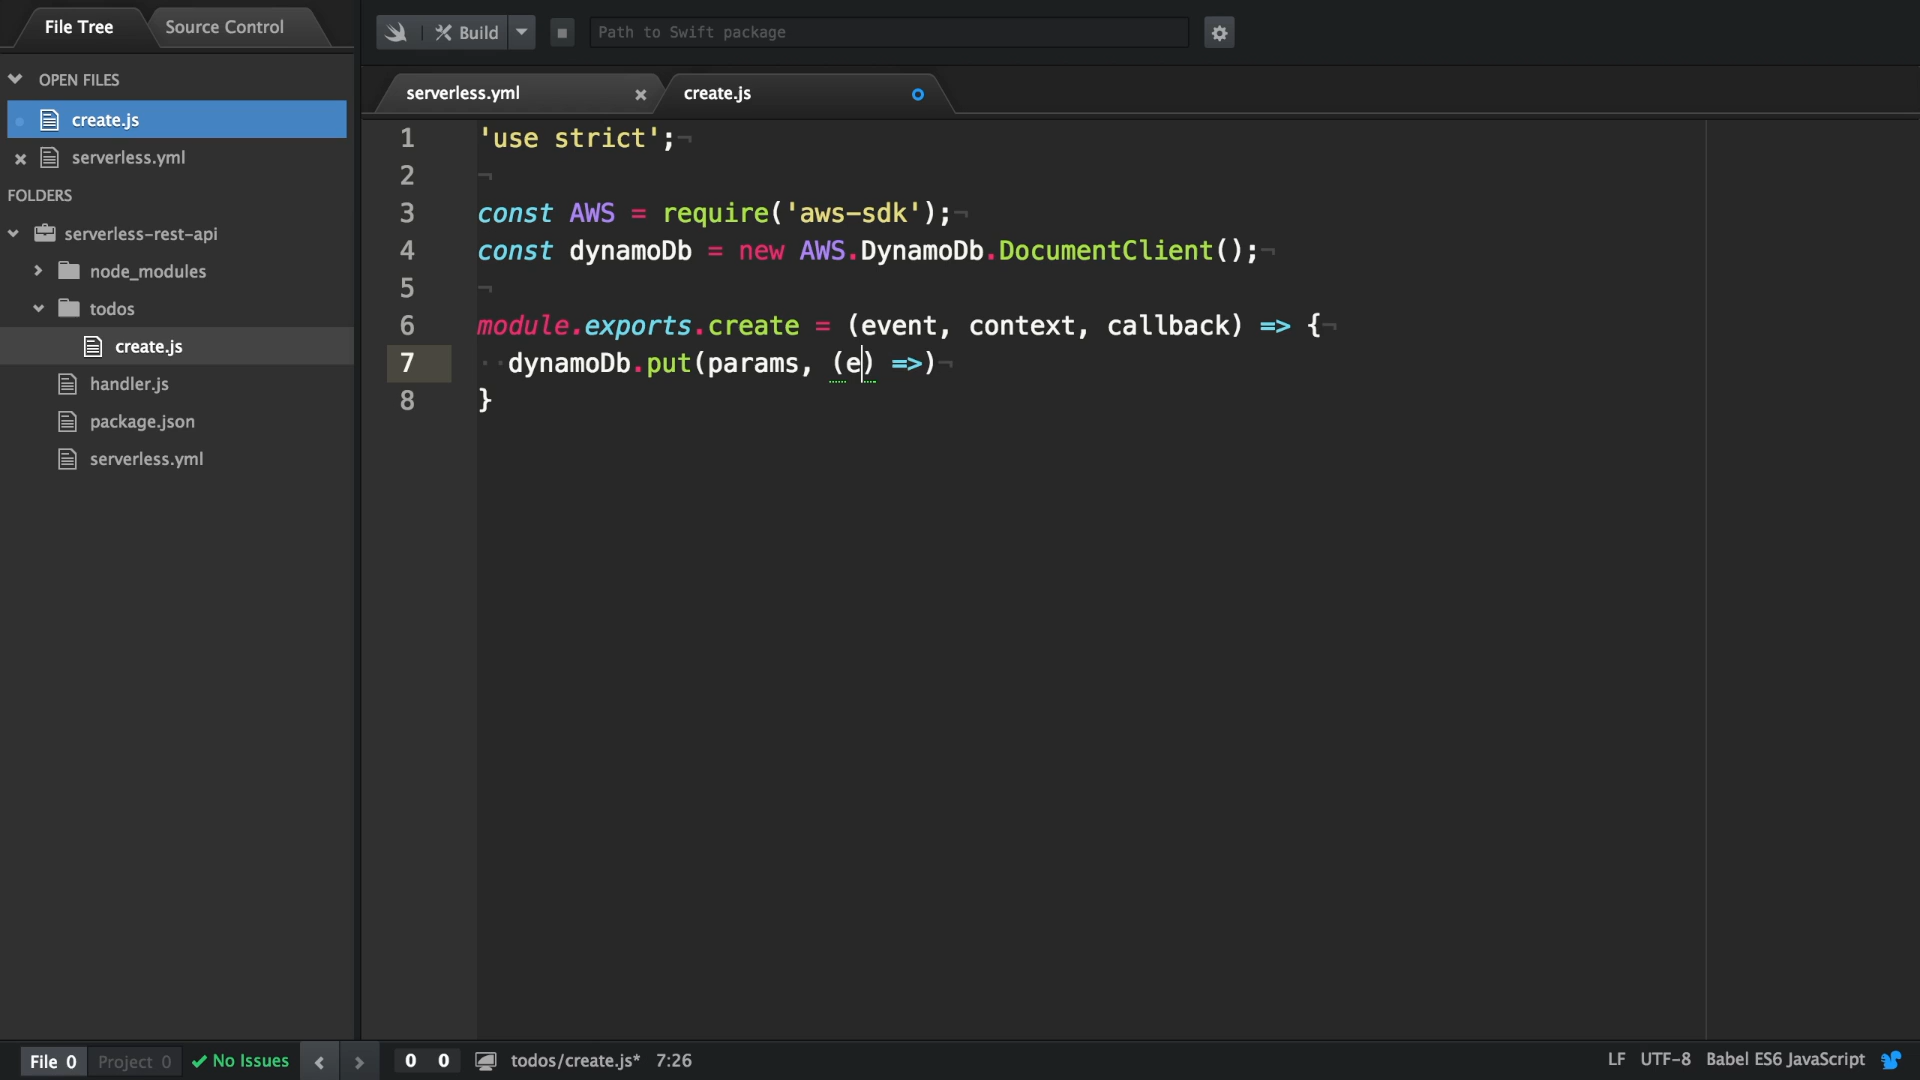 File Tree
Source Control
Build
Path to Swift package
OPEN FILES
create.js
serverless.yml
FOLDERS
serverless-rest-api
node_modules
todos
create.js
handler.js
package.json
serverless.yml
serverless.yml
create.js
1 'use strict';
2
3 const AWS = require('aws-sdk');
4 const dynamoDb = new AWS.DynamoDb.DocumentClient();
5
6 module.exports.create = (event, context, callback) => {
7 dynamoDb.put(params, (e) =>)
8 }
File 0 Project 0 No Issues 0 0 todos/create.js* 7:26 LF UTF-8 Babel ES6 JavaScript